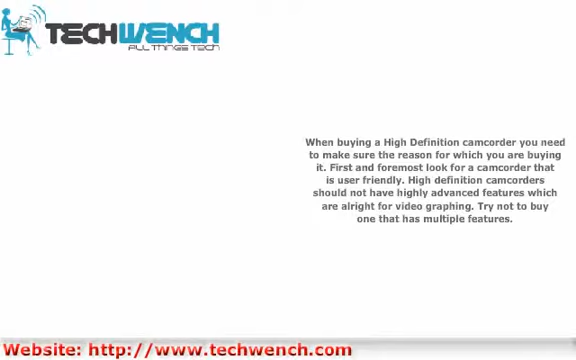 TECHWENCH
ALL THINGS TECH
When buying a High Definition camcorder you need
to make sure the reason for which you are buying
it. First and foremost look for a camcorder that
is user friendly. High definition camcorders
should not have highly advanced features which
are alright for video graphing. Try not to buy
one that has multiple features.
Website: http://www.techwench.com